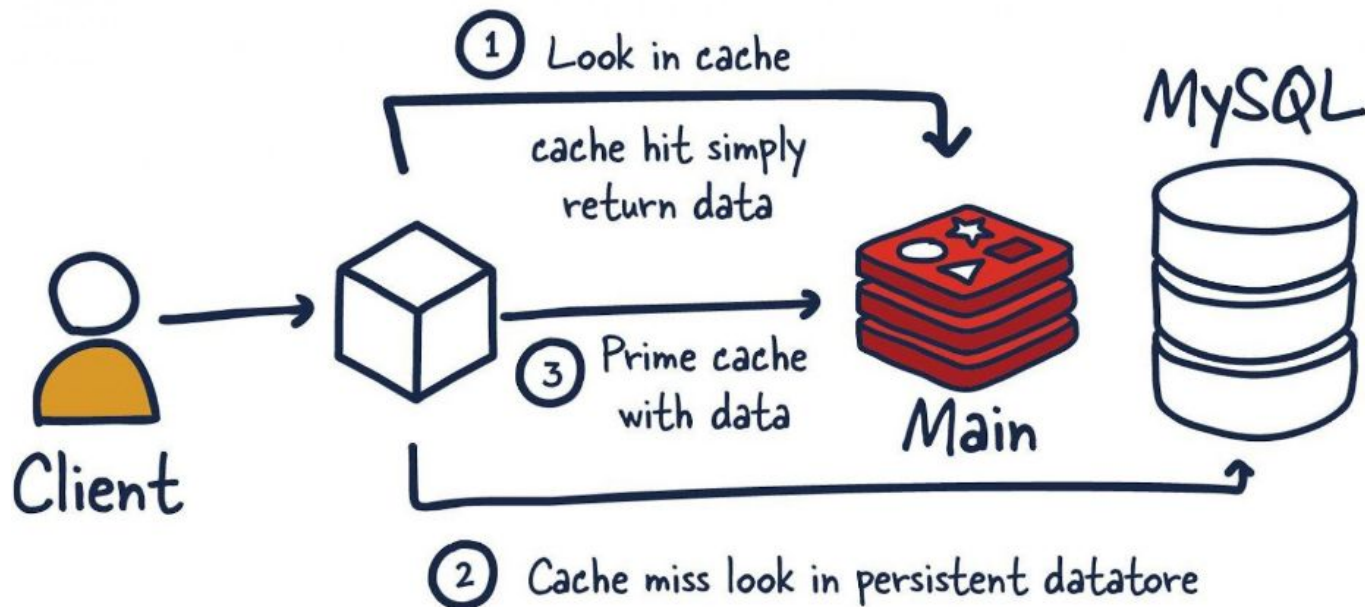 1 Look in cache
cache hit simply
return data
MySQL
3 Prime cache
with data
Main
Client
2 Cache miss look in persistent datatore